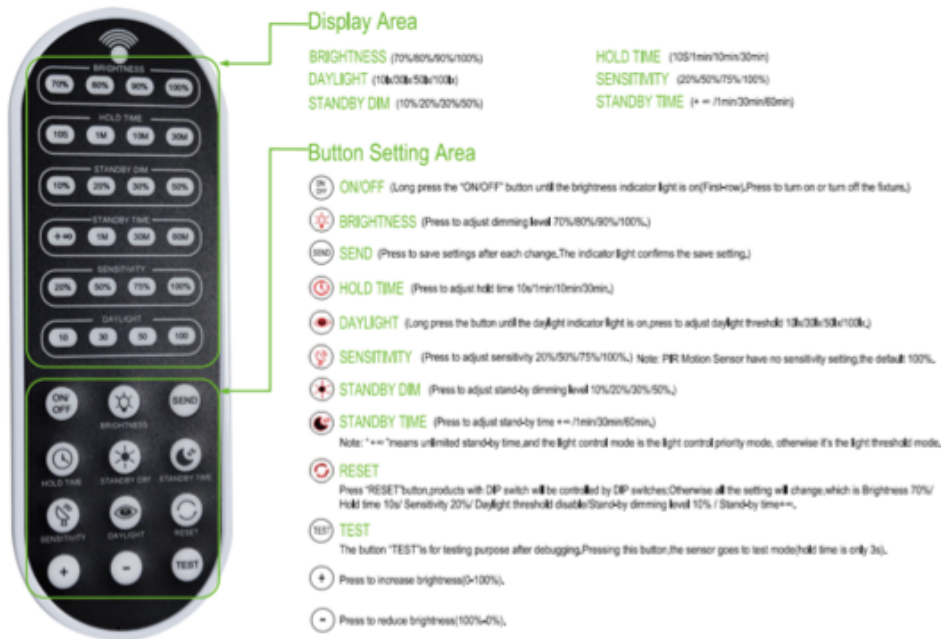 BRIGHTNESS
70% 80% 90% 100%
HOLD TIME
10S 1M 10M 30M
STANDBY DIM
10% 20% 30% 50%
STANDBY TIME
+∞ 1M 30M 60M
SENSITIVITY
20% 50% 75% 100%
DAYLIGHT
10 30 50 100
ON/OFF SEND
BRIGHTNESS
HOLD TIME STANDBY DIM STANDBY TIME
SENSITIVITY DAYLIGHT RESET
+ - TEST
Display Area
BRIGHTNESS (70%/80%/90%/100%) HOLD TIME (10S/1min/10min/30min)
DAYLIGHT (10lx/30lx/50lx/100lx) SENSITIVITY (20%/50%/75%/100%)
STANDBY DIM (10%/20%/30%/50%) STANDBY TIME (+∞ /1min/30min/60min)
Button Setting Area
ON OFF ON/OFF (Long press the "ON/OFF" button until the brightness indicator light is on(First-row),Press to turn on or turn off the fixture.)
BRIGHTNESS (Press to adjust dimming level 70%/80%/90%/100%.)
SEND SEND (Press to save settings after each change.The indicator light confirms the save setting.)
HOLD TIME (Press to adjust hold time 10s/1min/10min/30min.)
DAYLIGHT (Long press the button until the daylight indicator light is on,press to adjust daylight threshold 10lx/30lx/50lx/100lx.)
SENSITIVITY (Press to adjust sensitivity 20%/50%/75%/100%.) Note: PIR Motion Sensor have no sensitivity setting,the default 100%.
STANDBY DIM (Press to adjust stand-by dimming level 10%/20%/30%/50%.)
STANDBY TIME (Press to adjust stand-by time +∞/1min/30min/60min.)
Note: "+∞"means unlimited stand-by time,and the light control mode is the light control priority mode, otherwise it's the light threshold mode.
RESET
Press "RESET"button,products with DIP switch will be controlled by DIP switches;Otherwise all the setting will change,which is Brightness 70%/
Hold time 10s/ Sensitivity 20%/ Daylight threshold disable/Stand-by dimming level 10% / Stand-by time+∞.
TEST TEST
The button "TEST"is for testing purpose after debugging.Pressing this button,the sensor goes to test mode(hold time is only 3s).
+ Press to increase brightness(0-100%).
- Press to reduce brightness(100%-0%).